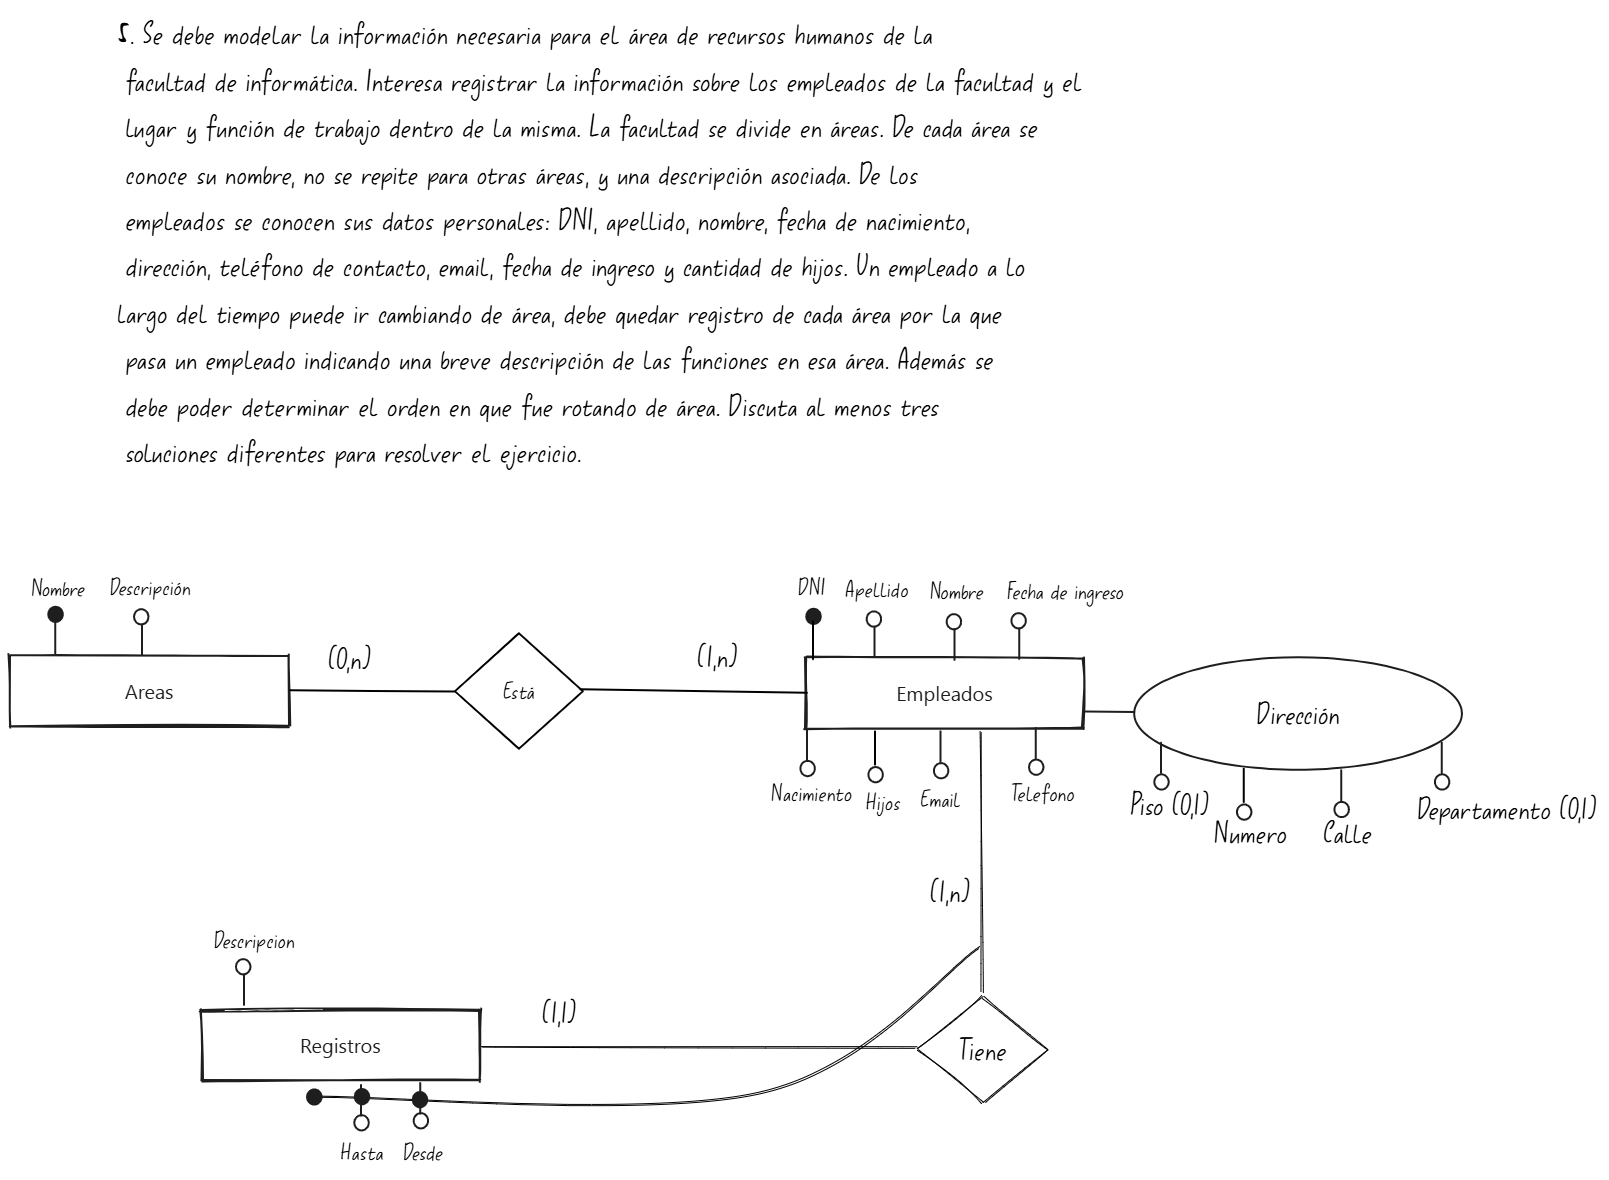 5. Se debe modelar la información necesaria para el área de recursos humanos de la
facultad de informática. Interesa registrar la información sobre los empleados de la facultad y el
lugar y función de trabajo dentro de la misma. La facultad se divide en áreas. De cada área se
conoce su nombre, no se repite para otras áreas, y una descripción asociada. De los
empleados se conocen sus datos personales: DNI, apellido, nombre, fecha de nacimiento,
dirección, teléfono de contacto, email, fecha de ingreso y cantidad de hijos. Un empleado a lo
largo del tiempo puede ir cambiando de área, debe quedar registro de cada área por la que
pasa un empleado indicando una breve descripción de las funciones en esa área. Además se
debe poder determinar el orden en que fue rotando de área. Discuta al menos tres
soluciones diferentes para resolver el ejercicio.
Nombre Descripción
DNI Apellido Nombre Fecha de ingreso
(0,n) (1,n)
Areas Está Empleados Dirección
Nacimiento Hijos Email Telefono
Piso (0,1) Numero Calle Departamento (0,1)
(1,n)
Descripcion
(1,1)
Registros Tiene
Hasta Desde